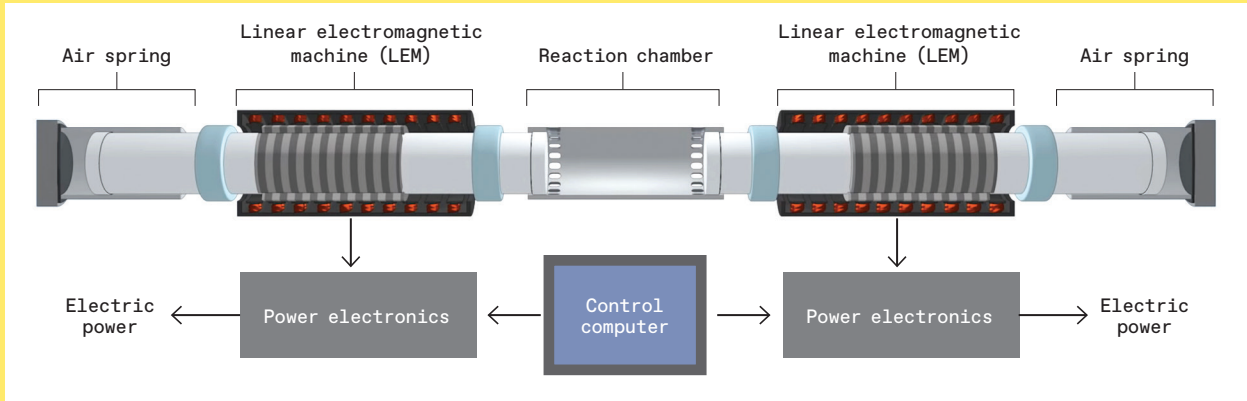 Linear electromagnetic
machine (LEM)
Linear electromagnetic
machine (LEM)
Air spring
Reaction chamber
Air spring
Control
computer
Power electronics
Power electronics
Electric
power
Electric
power